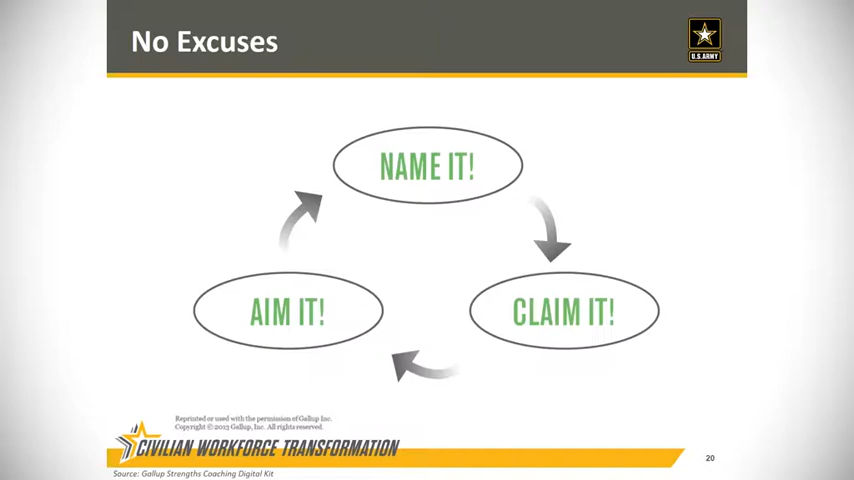 No Excuses
U.S.ARMY
NAME IT!
AIM IT!
CLAIM IT!
Reprinted or used with the permission of Gallup Inc.
Copyright © 2013 Gallup, Inc. All rights reserved.
CIVILIAN WORKFORCE TRANSFORMATION
20
Source: Gallup Strengths Coaching Digital Kit